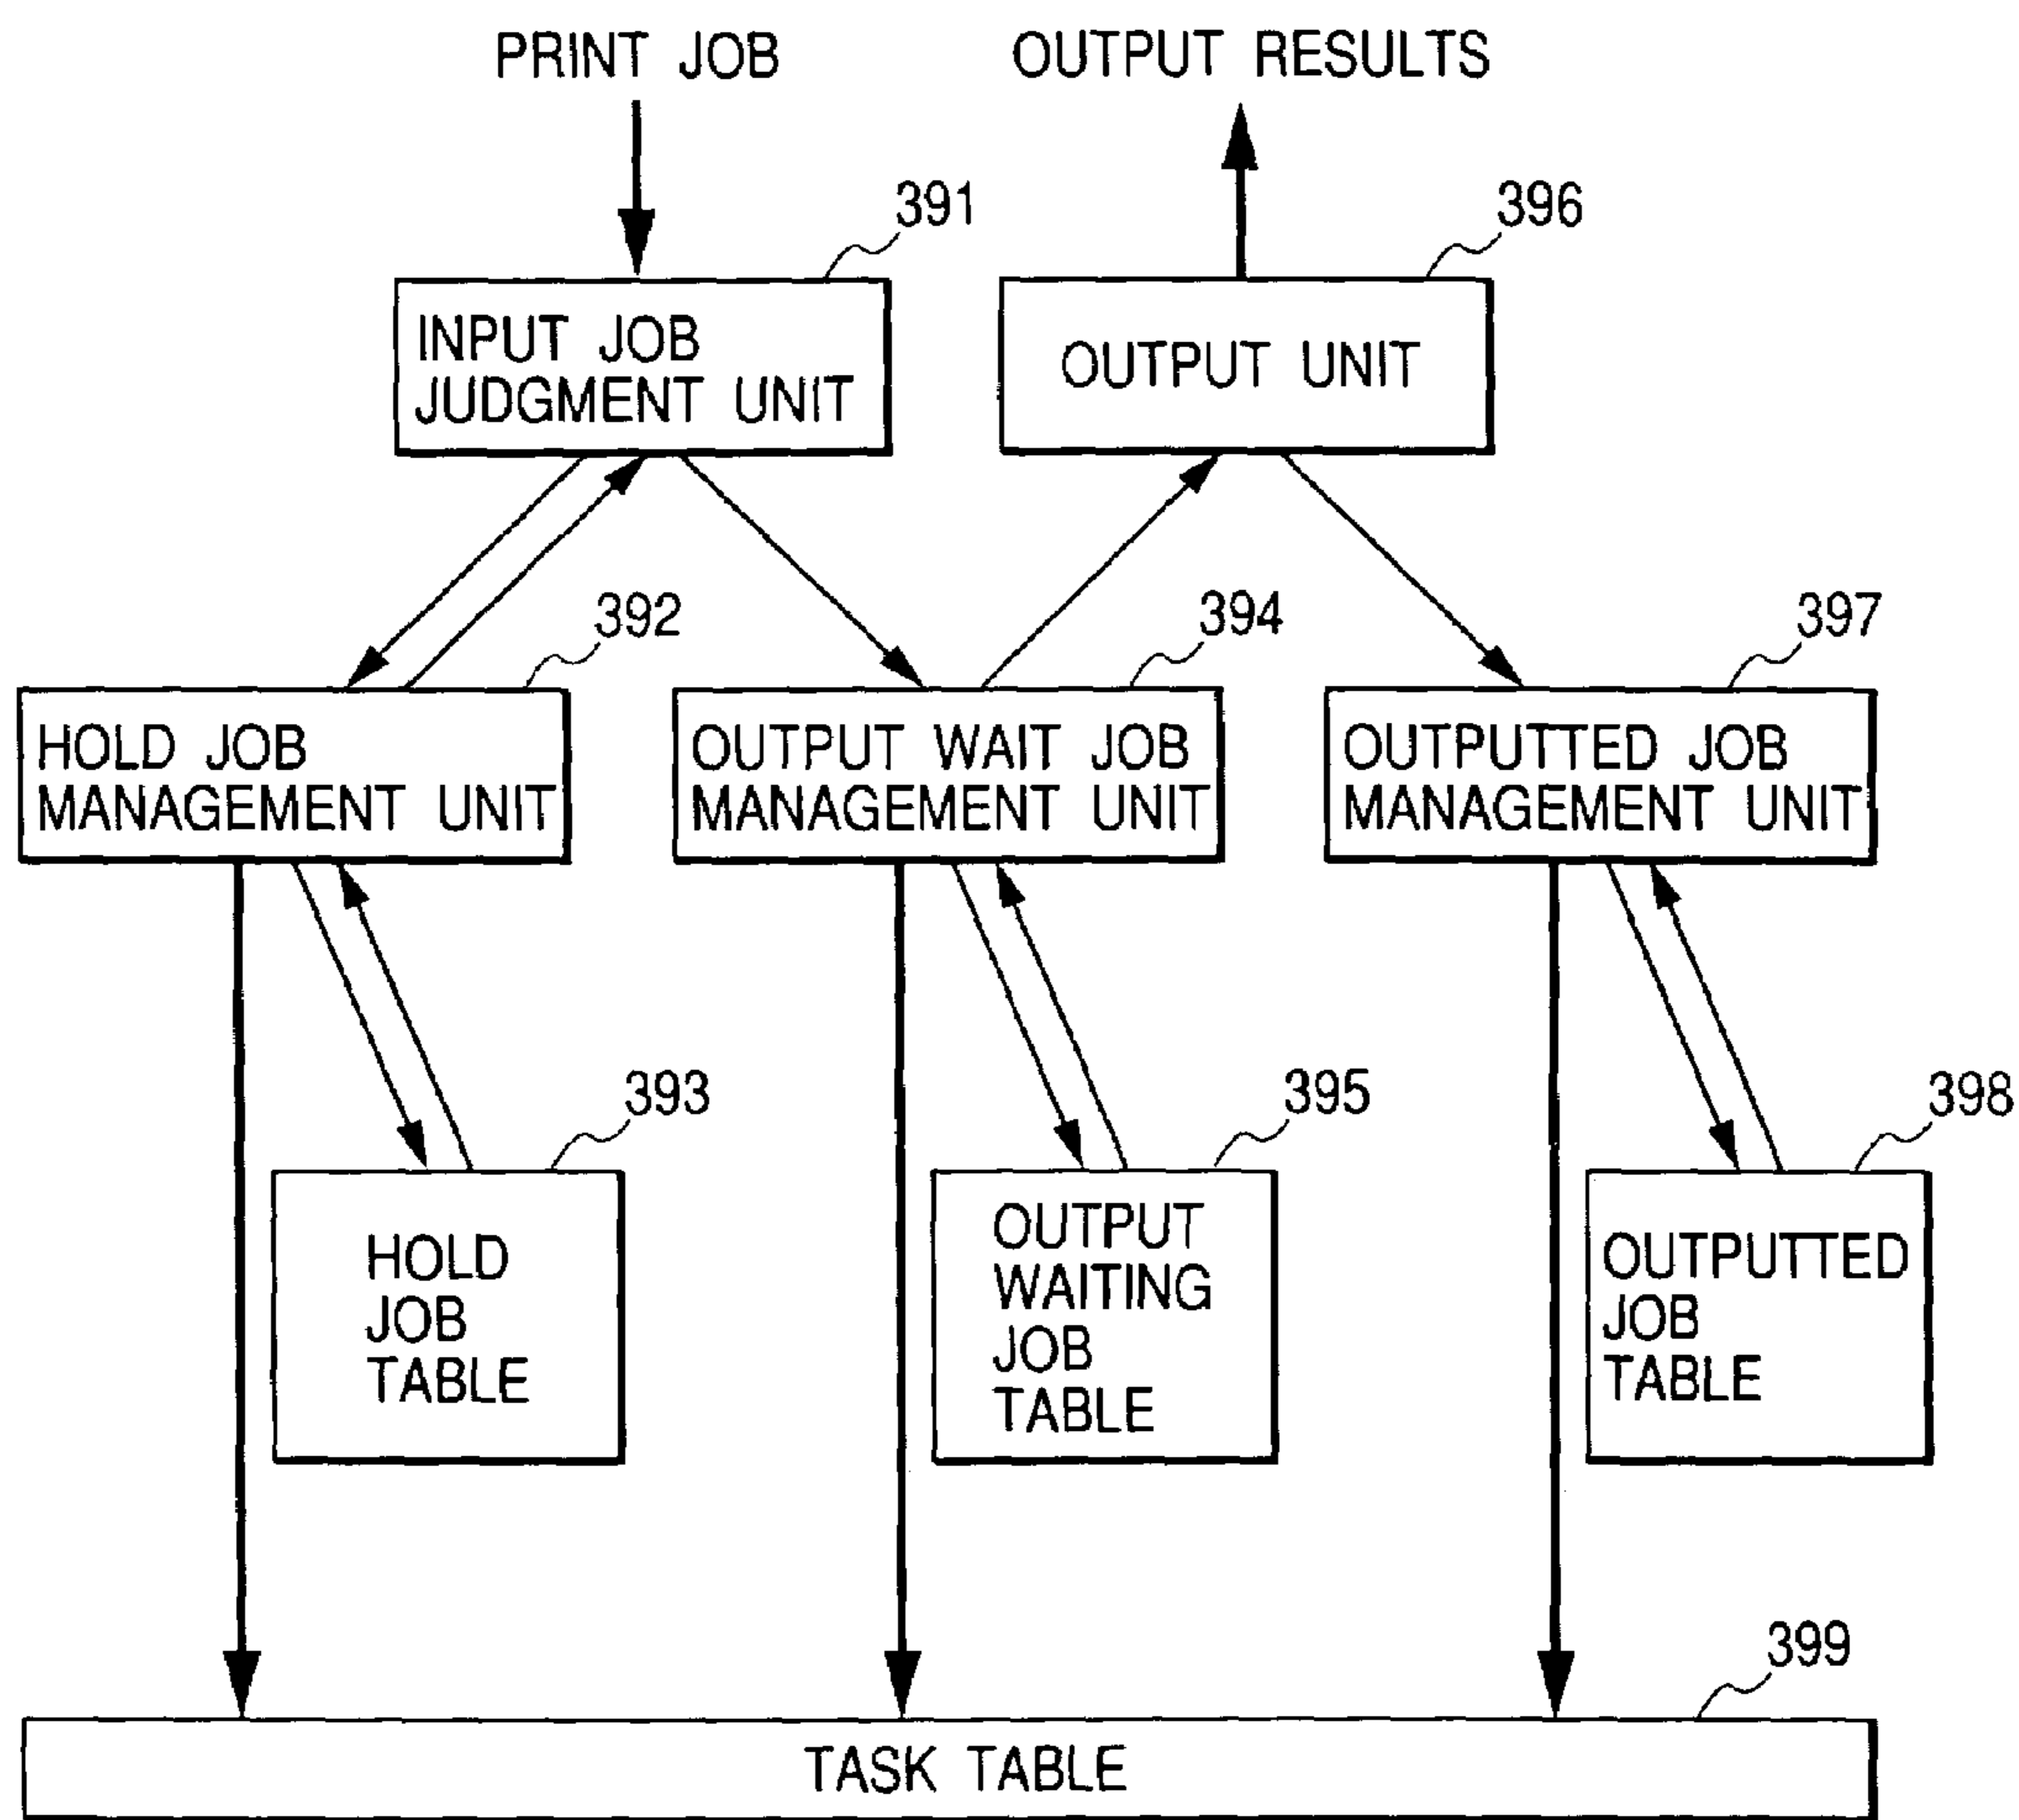 PRINT JOB
OUTPUT RESULTS
391
396
INPUT JOB
JUDGMENT UNIT
OUTPUT UNIT
392
394
397
HOLD JOB
MANAGEMENT UNIT
OUTPUT WAIT JOB
MANAGEMENT UNIT
OUTPUTTED JOB
MANAGEMENT UNIT
393
395
398
HOLD
JOB
TABLE
OUTPUT
WAITING
JOB
TABLE
OUTPUTTED
JOB
TABLE
399
TASK TABLE